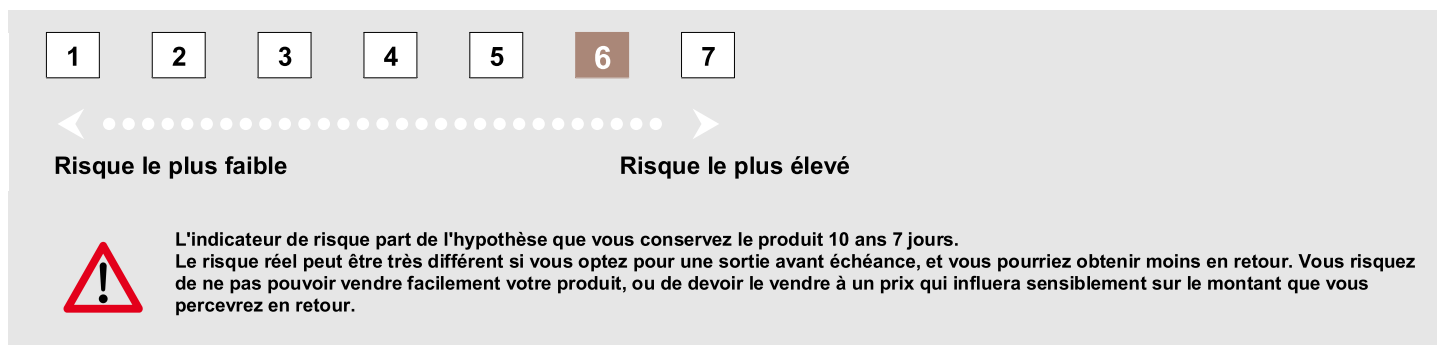 1 2 3 4 5 6 7
Risque le plus faible Risque le plus élevé
L'indicateur de risque part de l'hypothèse que vous conservez le produit 10 ans 7 jours.
Le risque réel peut être très différent si vous optez pour une sortie avant échéance, et vous pourriez obtenir moins en retour. Vous risquez
de ne pas pouvoir vendre facilement votre produit, ou de devoir le vendre à un prix qui influera sensiblement sur le montant que vous
percevrez en retour.